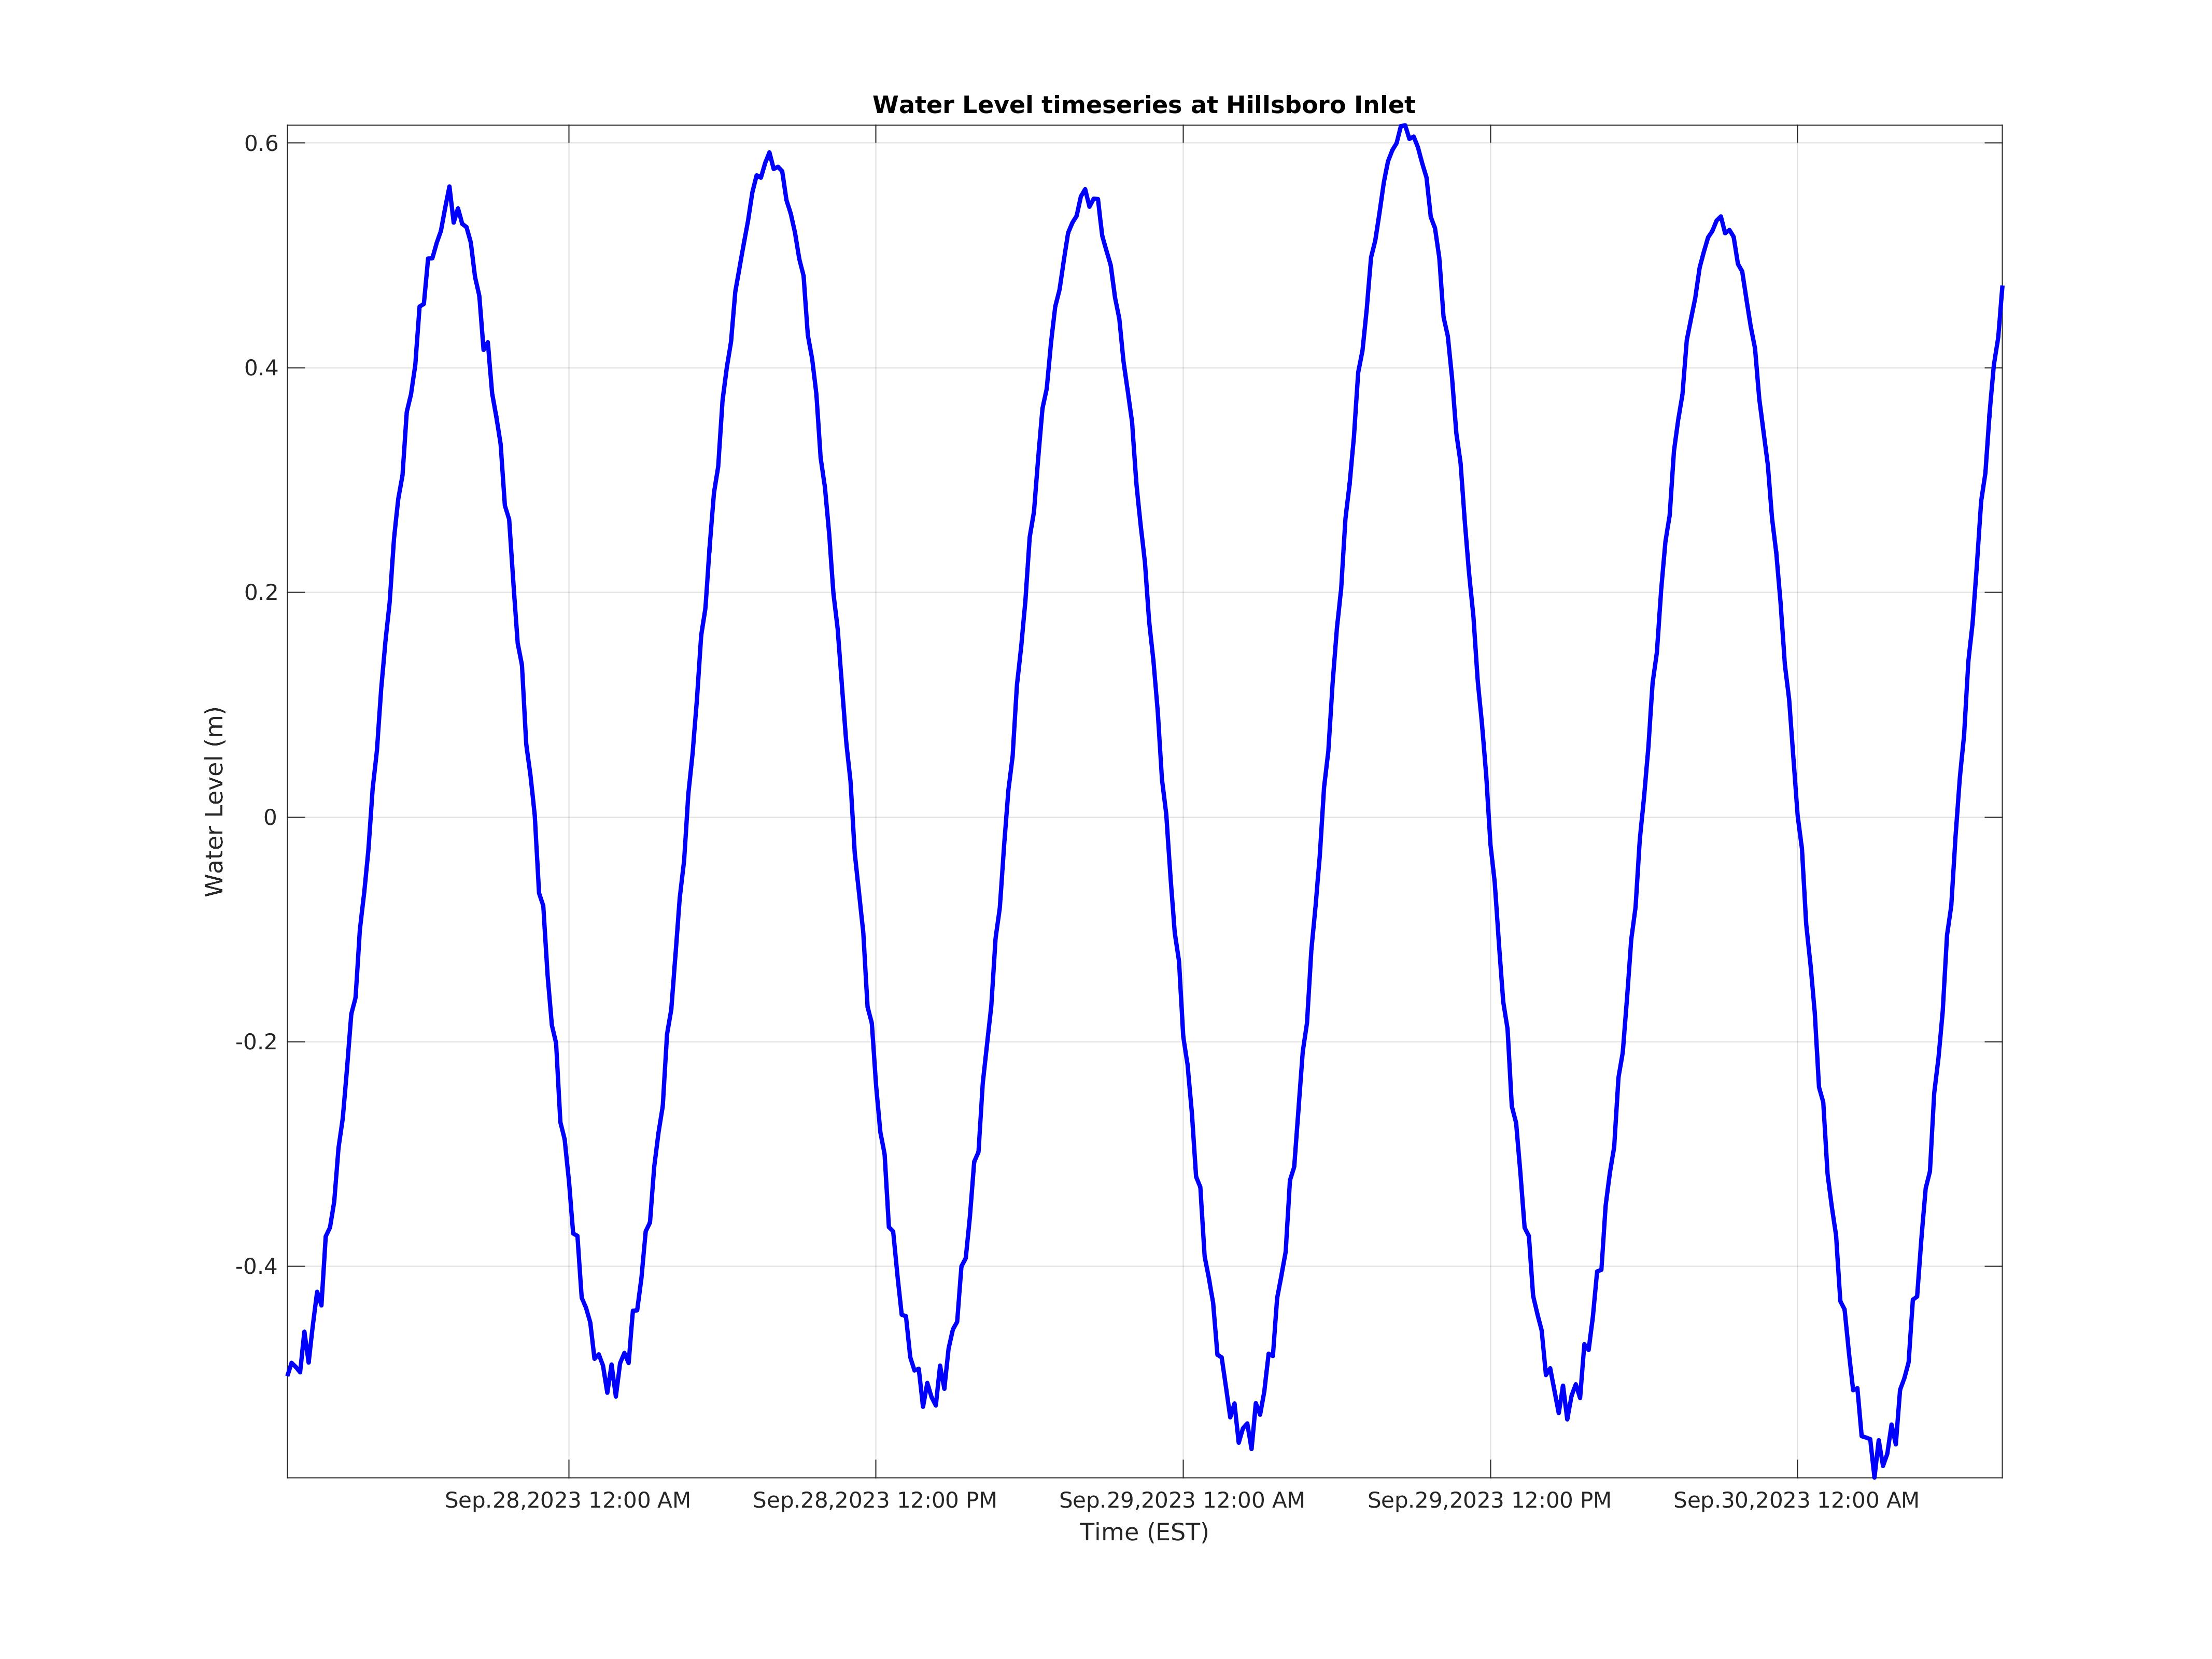 Water Level timeseries at Hillsboro Inlet
0.6
0.4
0.2
0
-0.2
-0.4
Water Level (m)
Sep.28,2023 12:00 AM
Sep.28,2023 12:00 PM
Sep.29,2023 12:00 AM
Sep.29,2023 12:00 PM
Sep.30,2023 12:00 AM
Time (EST)